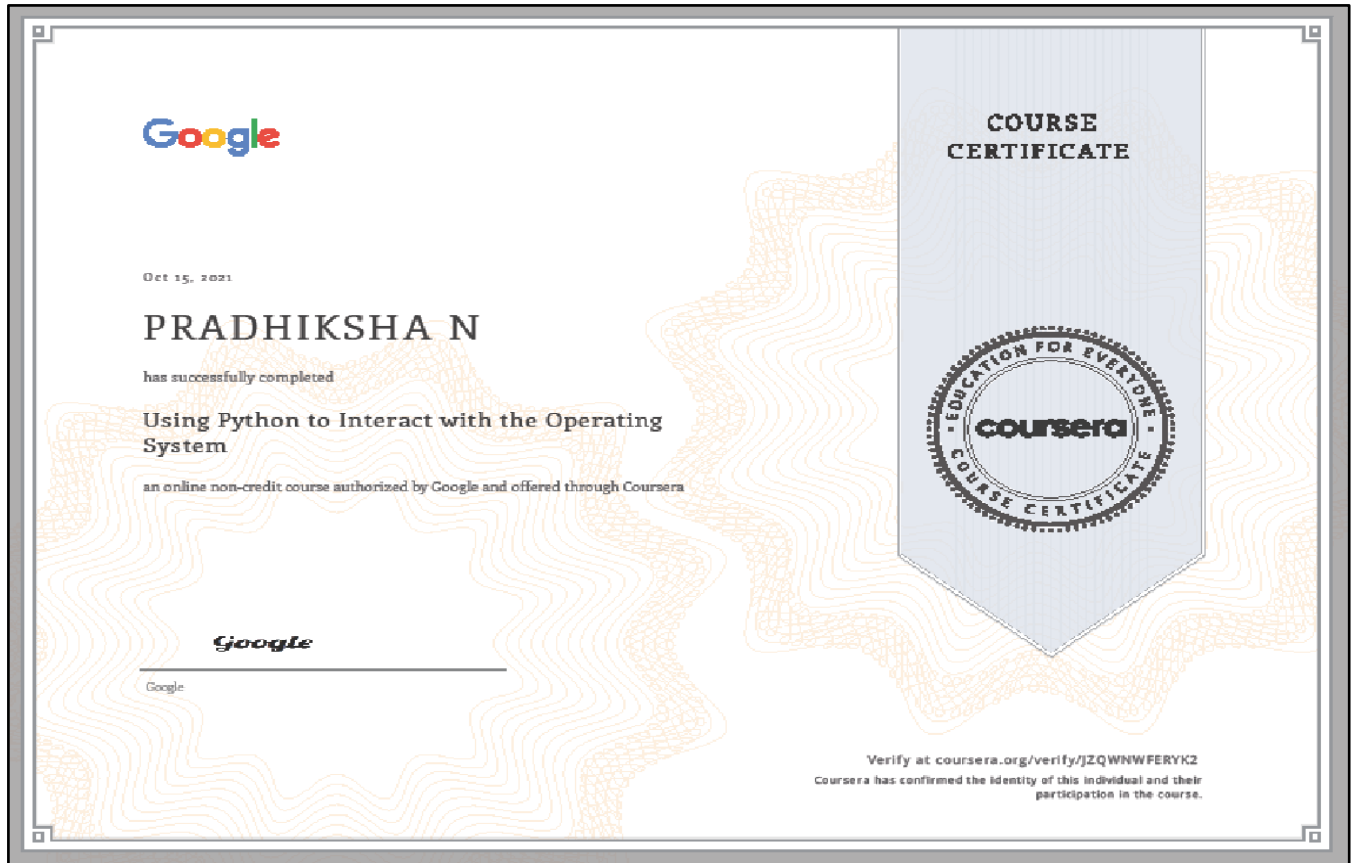 Google
COURSE
CERTIFICATE
Oct 15, 2021
PRADHIKSHA N
has successfully completed
Using Python to Interact with the Operating
System
an online non-credit course authorized by Google and offered through Coursera
EDUCATION FOR EVERYONE
coursera
COURSE CERTIFICATE
Google
Google
Verify at coursera.org/verify/JZQWNWFERYK2
Coursera has confirmed the identity of this individual and their
participation in the course.